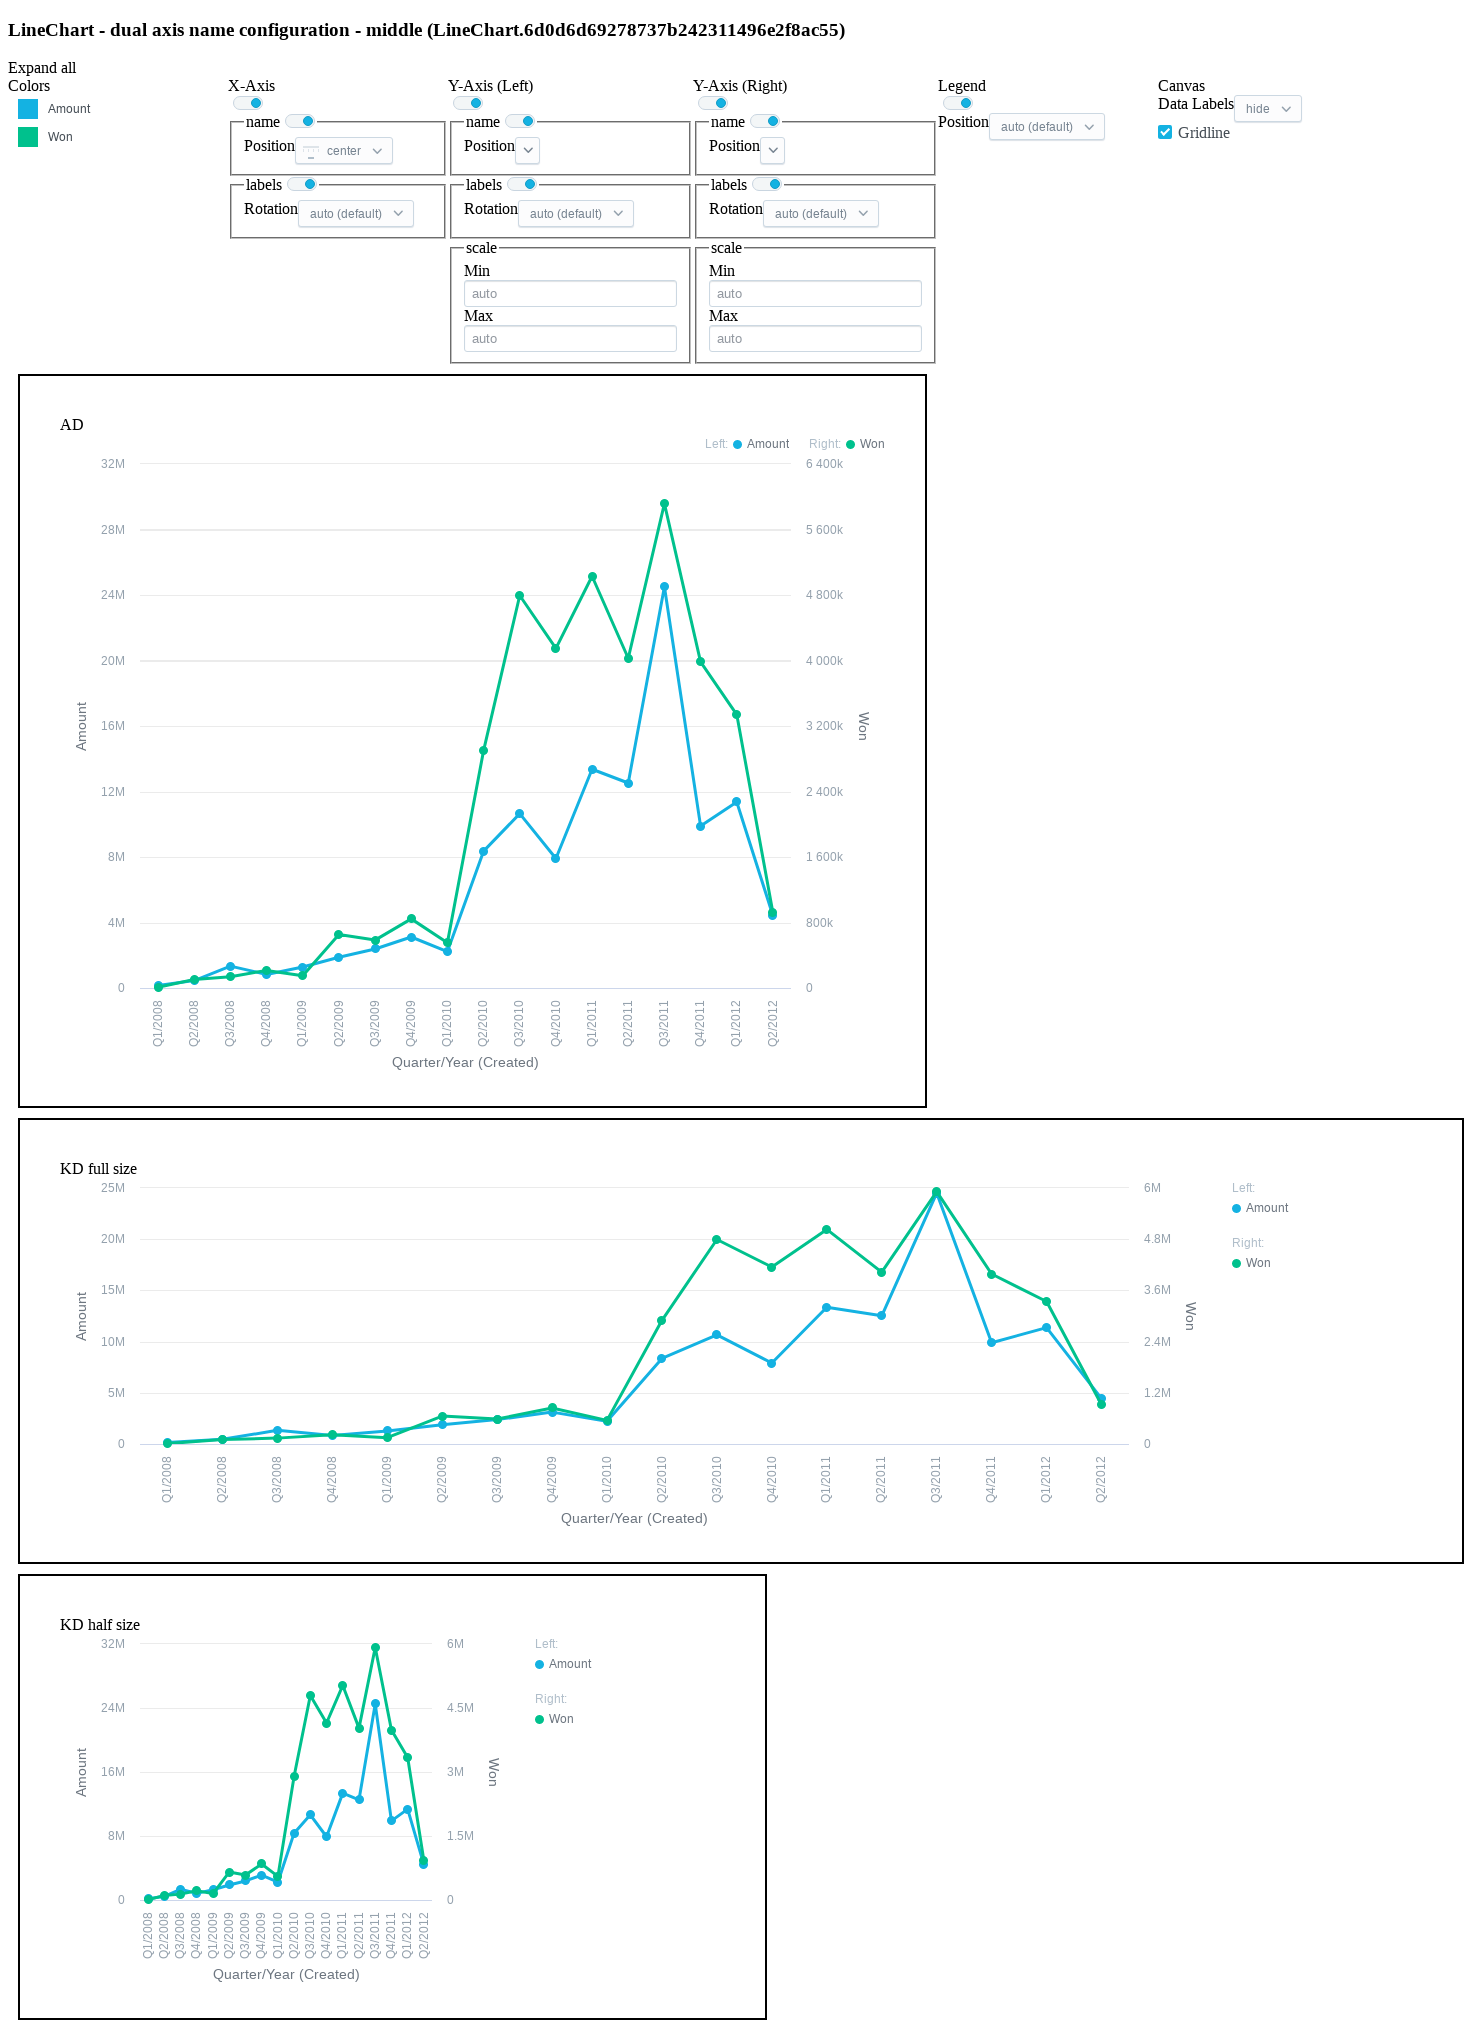 LineChart - dual axis name configuration - middle (LineChart.6d0d6d69278737b242311496e2f8ac55)
Expand all
Colors
Amount
Won
X-Axis
name
Position center
labels
Rotation auto (default)
Y-Axis (Left)
name
Position
labels
Rotation auto (default)
scale
Min
auto
Max
auto
Y-Axis (Right)
name
Position
labels
Rotation auto (default)
scale
Min
auto
Max
auto
Legend
Position auto (default)
Canvas
Data Labels hide
Gridline
AD
Left: Amount Right: Won
32M
28M
24M
20M
16M
12M
8M
4M
0
Amount
6 400k
5 600k
4 800k
4 000k
3 200k
2 400k
1 600k
800k
0
Won
Q1/2008
Q2/2008
Q3/2008
Q4/2008
Q1/2009
Q2/2009
Q3/2009
Q4/2009
Q1/2010
Q2/2010
Q3/2010
Q4/2010
Q1/2011
Q2/2011
Q3/2011
Q4/2011
Q1/2012
Q2/2012
Quarter/Year (Created)
KD full size
25M
20M
15M
10M
5M
0
Amount
6M
4.8M
3.6M
2.4M
1.2M
0
Won
Left:
Amount
Right:
Won
Q1/2008
Q2/2008
Q3/2008
Q4/2008
Q1/2009
Q2/2009
Q3/2009
Q4/2009
Q1/2010
Q2/2010
Q3/2010
Q4/2010
Q1/2011
Q2/2011
Q3/2011
Q4/2011
Q1/2012
Q2/2012
Quarter/Year (Created)
KD half size
32M
24M
16M
8M
0
Amount
6M
4.5M
3M
1.5M
0
Won
Left:
Amount
Right:
Won
Q1/2008
Q2/2008
Q3/2008
Q4/2008
Q1/2009
Q2/2009
Q3/2009
Q4/2009
Q1/2010
Q2/2010
Q3/2010
Q4/2010
Q1/2011
Q2/2011
Q3/2011
Q4/2011
Q1/2012
Q2/2012
Quarter/Year (Created)